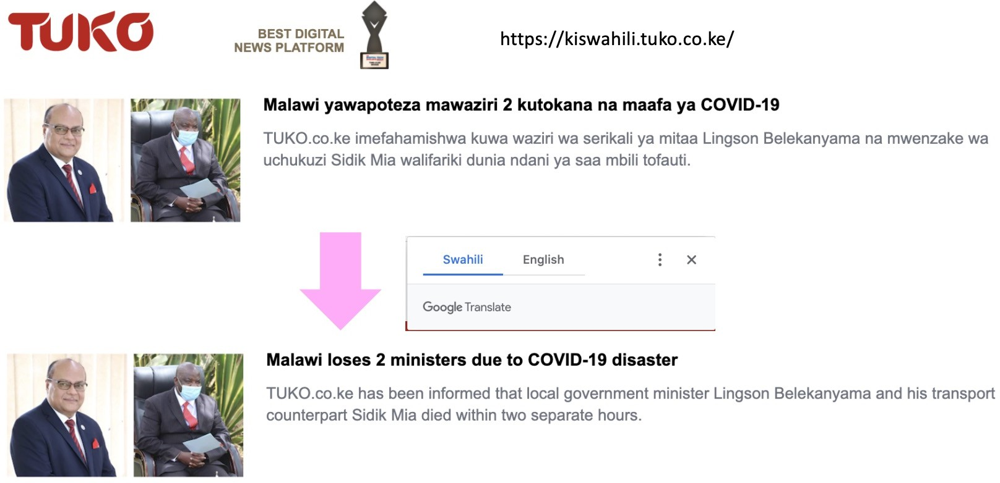 TUKO
BEST DIGITAL
NEWS PLATFORM
https://kiswahili.tuko.co.ke/
Malawi yawapoteza mawaziri 2 kutokana na maafa ya COVID-19
TUKO.co.ke imefahamishwa kuwa waziri wa serikali ya mitaa Lingson Belekanyama na mwenzake wa
uchukuzi Sidik Mia walifariki dunia ndani ya saa mbili tofauti.
Swahili English
Google Translate
Malawi loses 2 ministers due to COVID-19 disaster
TUKO.co.ke has been informed that local government minister Lingson Belekanyama and his transport
counterpart Sidik Mia died within two separate hours.